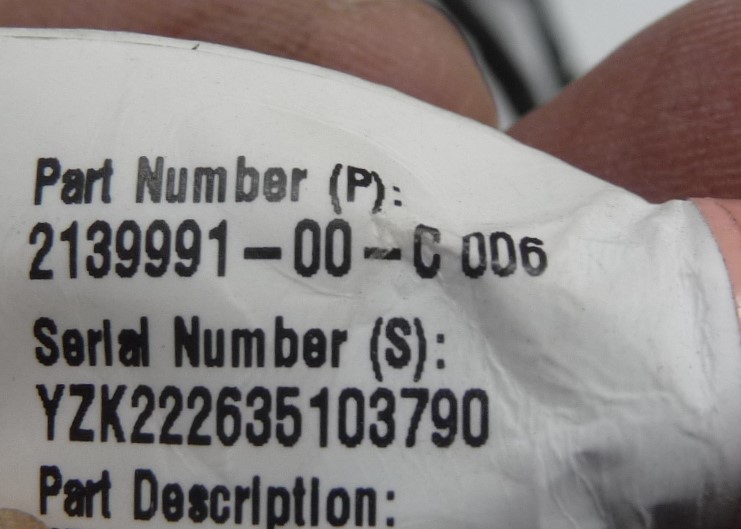 Part Number (P):
2139991-00-C 006
Serial Number (S):
YZK222635103790
Part Description: